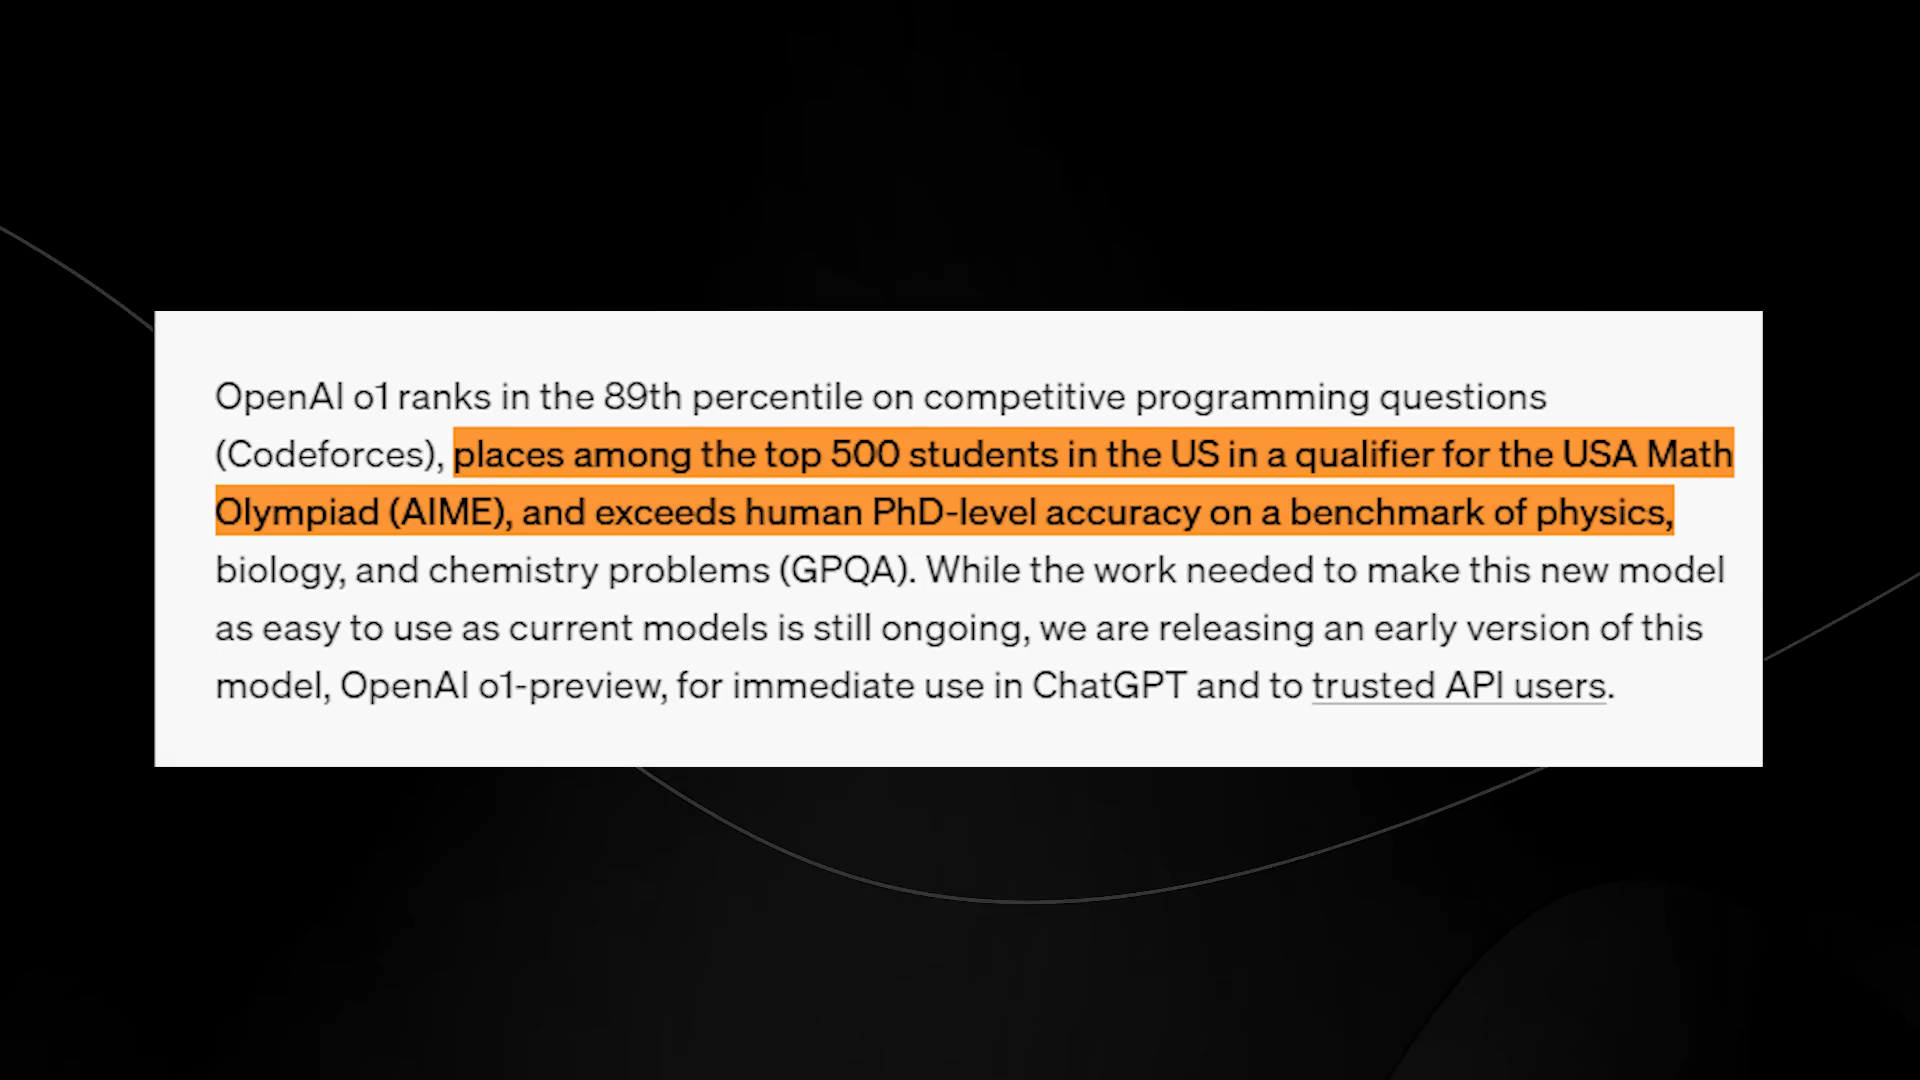 OpenAI o1 ranks in the 89th percentile on competitive programming questions
(Codeforces), places among the top 500 students in the US in a qualifier for the USA Math
Olympiad (AIME), and exceeds human PhD-level accuracy on a benchmark of physics,
biology, and chemistry problems (GPQA). While the work needed to make this new model
as easy to use as current models is still ongoing, we are releasing an early version of this
model, OpenAI o1-preview, for immediate use in ChatGPT and to trusted API users.